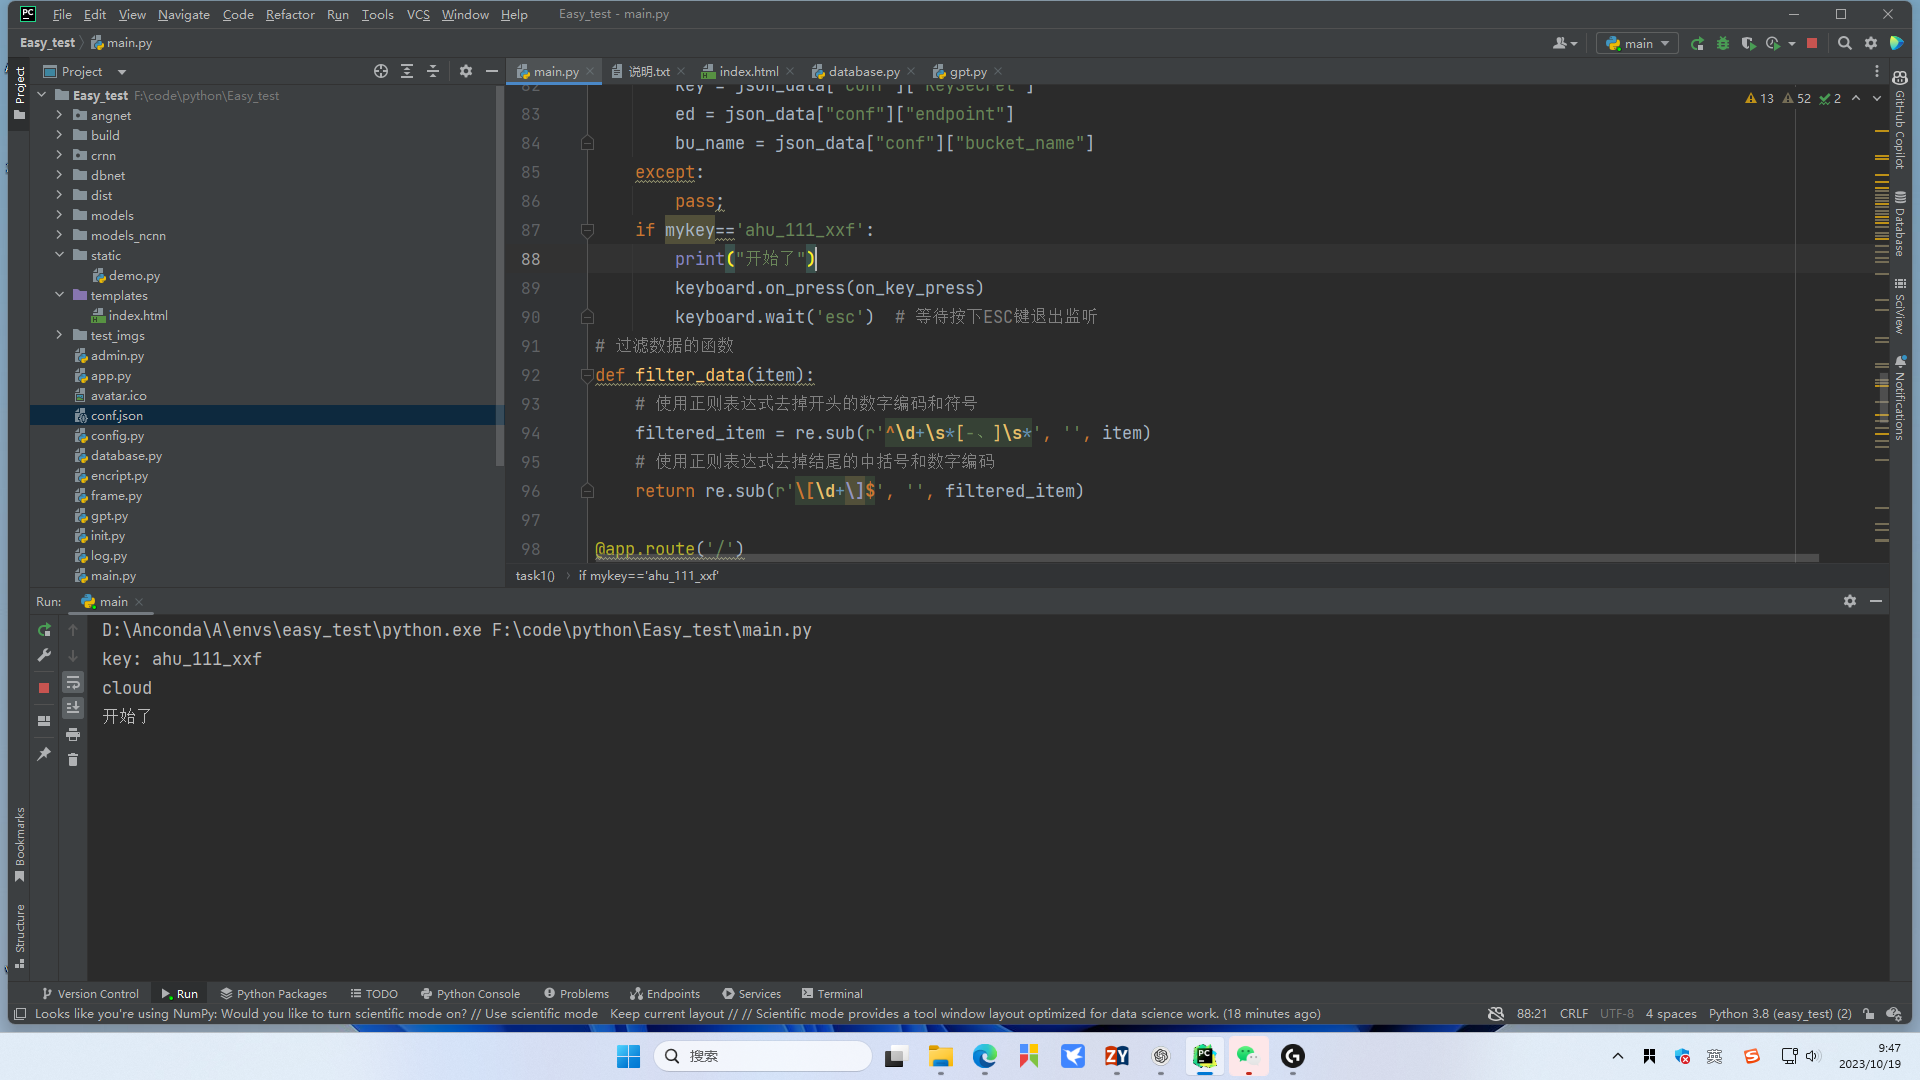 File Edit View Navigate Code Refactor Run Tools VCS Window Help Easy_test - main.py
Easy_test main.py main
Project
main.py 说明.txt index.html database.py gpt.py
Easy_test F:\code\python\Easy_test
angnet
build
crnn
dbnet
dist
models
models_ncnn
static
demo.py
templates
index.html
test_imgs
admin.py
app.py
avatar.ico
conf.json
config.py
database.py
encript.py
frame.py
gpt.py
init.py
log.py
main.py
13 52 2
82 key = json_data["conf"]["KeySecret"]
83 ed = json_data["conf"]["endpoint"]
84 bu_name = json_data["conf"]["bucket_name"]
85 except:
86 pass;
87 if mykey=='ahu_111_xxf':
88 print("开始了")
89 keyboard.on_press(on_key_press)
90 keyboard.wait('esc')  # 等待按下ESC键退出监听
91 # 过滤数据的函数
92 def filter_data(item):
93 # 使用正则表达式去掉开头的数字编码和符号
94 filtered_item = re.sub(r'^\d+\s*[-、]\s*', '', item)
95 # 使用正则表达式去掉结尾的中括号和数字编码
96 return re.sub(r'\[\d+\]$', '', filtered_item)
97
98 @app.route('/')
task1() if mykey=='ahu_111_xxf'
Project
Bookmarks
Structure
GitHub Copilot
Database
SciView
Notifications
Run: main
D:\Anconda\A\envs\easy_test\python.exe F:\code\python\Easy_test\main.py
key: ahu_111_xxf
cloud
开始了
Version Control Run Python Packages TODO Python Console Problems Endpoints Services Terminal
Looks like you're using NumPy: Would you like to turn scientific mode on? // Use scientific mode Keep current layout // // Scientific mode provides a tool window layout optimized for data science work. (18 minutes ago) 88:21 CRLF UTF-8 4 spaces Python 3.8 (easy_test) (2)
搜索 ZY PC 英 9:47
2023/10/19